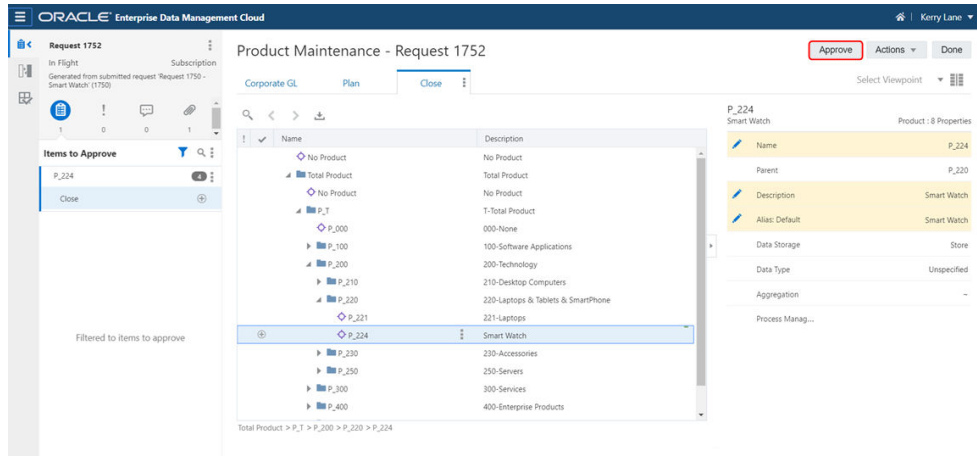 ORACLE® Enterprise Data Management Cloud
Kerry Lane
Request 1752
In Flight
Subscription
Generated from submitted request 'Request 1750 -
Smart Watch' (1750)
1
0
0
1
Items to Approve
P_224
4
Close
Filtered to items to approve
Product Maintenance - Request 1752
Approve
Actions
Done
Corporate GL
Plan
Close
Select Viewpoint
! Name Description
No Product No Product
Total Product Total Product
No Product No Product
P_T T-Total Product
P_000 000-None
P_100 100-Software Applications
P_200 200-Technology
P_210 210-Desktop Computers
P_220 220-Laptops & Tablets & SmartPhone
P_221 221-Laptops
P_224 Smart Watch
P_230 230-Accessories
P_250 250-Servers
P_300 300-Services
P_400 400-Enterprise Products
Total Product > P_T > P_200 > P_220 > P_224
P_224
Smart Watch Product : 8 Properties
Name P_224
Parent P_220
Description Smart Watch
Alias: Default Smart Watch
Data Storage Store
Data Type Unspecified
Aggregation –
Process Manag...